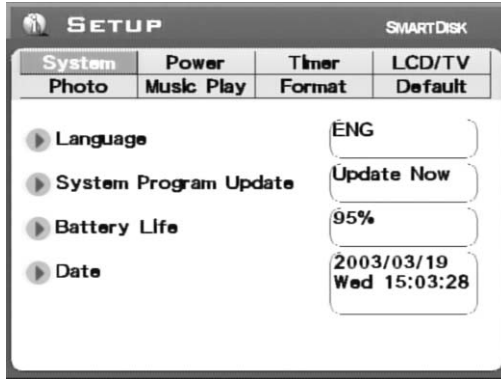 SETUP SMARTDISK
System Power Timer LCD/TV
Photo Music Play Format Default
Language ENG
System Program Update Update Now
Battery Life 95%
Date 2003/03/19
Wed 15:03:28